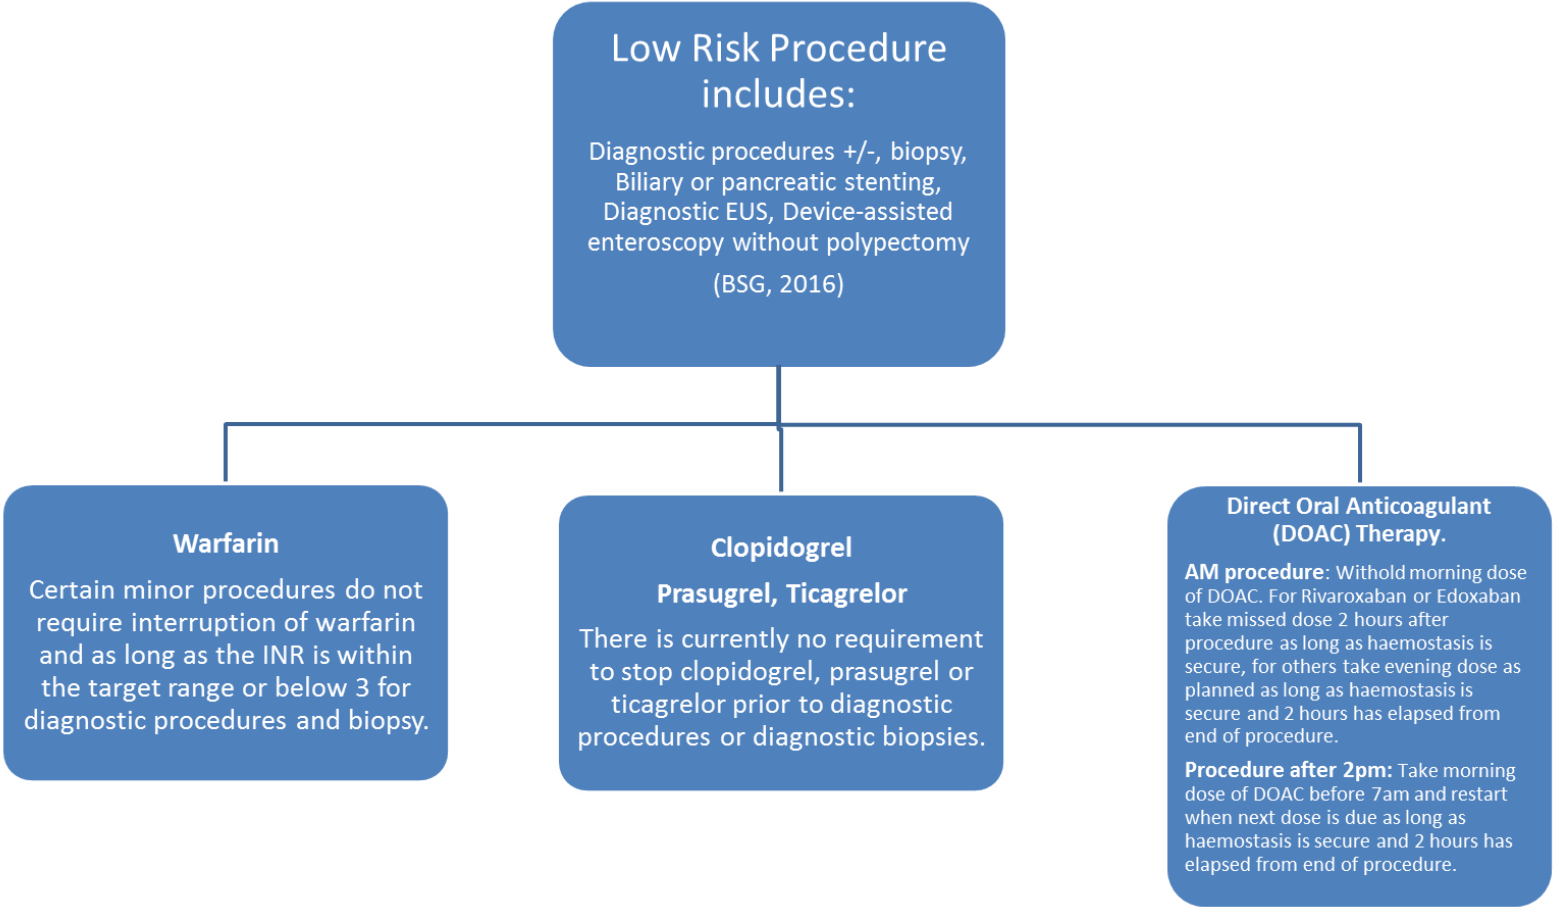 Low Risk Procedure
includes:
Diagnostic procedures +/-, biopsy,
Biliary or pancreatic stenting,
Diagnostic EUS, Device-assisted
enteroscopy without polypectomy
(BSG, 2016)
Warfarin
Certain minor procedures do not
require interruption of warfarin
and as long as the INR is within
the target range or below 3 for
diagnostic procedures and biopsy.
Clopidogrel
Prasugrel, Ticagrelor
There is currently no requirement
to stop clopidogrel, prasugrel or
ticagrelor prior to diagnostic
procedures or diagnostic biopsies.
Direct Oral Anticoagulant
(DOAC) Therapy.
AM procedure: Withold morning dose
of DOAC. For Rivaroxaban or Edoxaban
take missed dose 2 hours after
procedure as long as haemostasis is
secure, for others take evening dose as
planned as long as haemostasis is
secure and 2 hours has elapsed from
end of procedure.
Procedure after 2pm: Take morning
dose of DOAC before 7am and restart
when next dose is due as long as
haemostasis is secure and 2 hours has
elapsed from end of procedure.